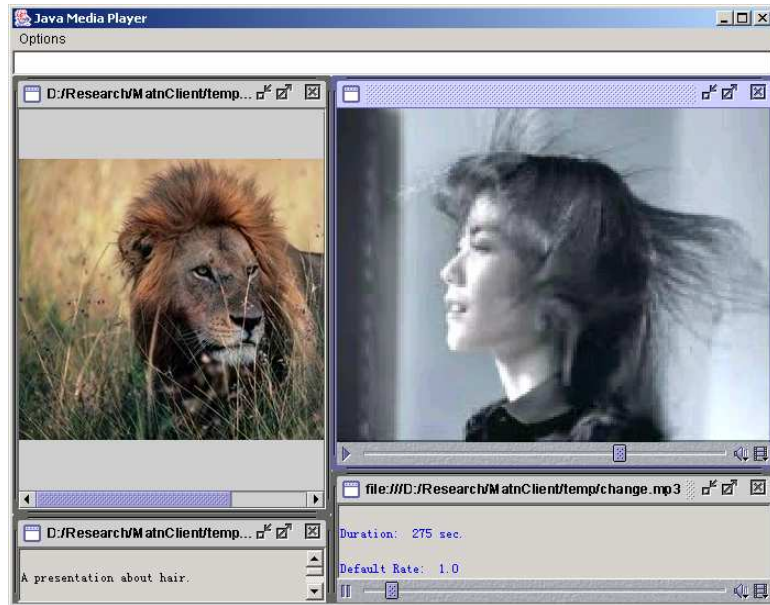 Java Media Player
Options
D:/Research/MatnClient/temp...
file:///D:/Research/MatnClient/temp/change.mp3
Duration: 275 sec.
Default Rate: 1.0
D:/Research/MatnClient/temp...
A presentation about hair.